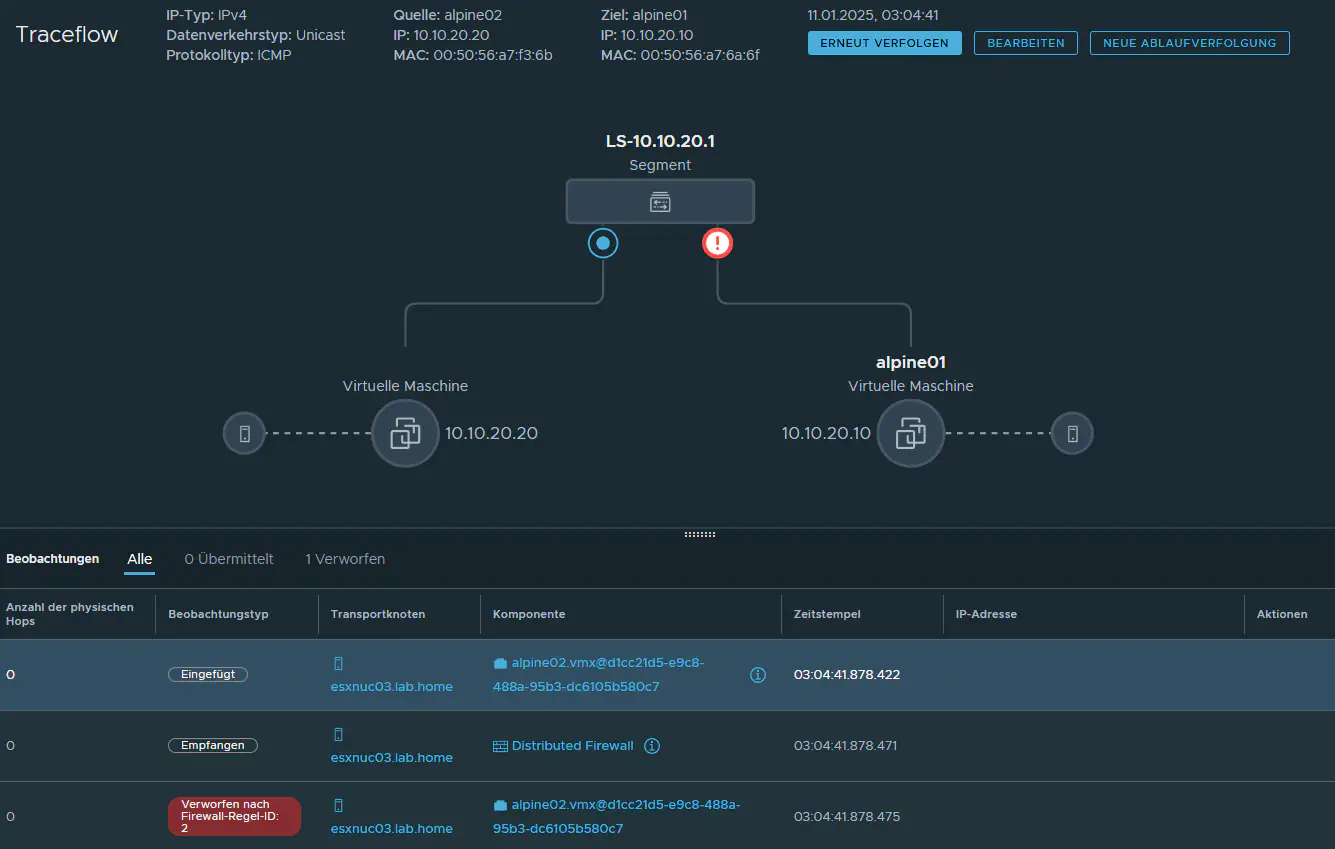 Traceflow
IP-Typ: IPv4
Datenverkehrstyp: Unicast
Protokolltyp: ICMP
Quelle: alpine02
IP: 10.10.20.20
MAC: 00:50:56:a7:f3:6b
Ziel: alpine01
IP: 10.10.20.10
MAC: 00:50:56:a7:6a:6f
11.01.2025, 03:04:41
ERNEUT VERFOLGEN
BEARBEITEN
NEUE ABLAUFVERFOLGUNG
LS-10.10.20.1
Segment
Virtuelle Maschine
10.10.20.20
alpine01
Virtuelle Maschine
10.10.20.10
Beobachtungen
Alle
0 Übermittelt
1 Verworfen
Anzahl der physischen
Hops
Beobachtungstyp
Transportknoten
Komponente
Zeitstempel
IP-Adresse
Aktionen
0
Eingefügt
esxnuc03.lab.home
alpine02.vmx@d1cc21d5-e9c8-
488a-95b3-dc6105b580c7
03:04:41.878.422
0
Empfangen
esxnuc03.lab.home
Distributed Firewall
03:04:41.878.471
0
Verworfen nach
Firewall-Regel-ID:
2
esxnuc03.lab.home
alpine02.vmx@d1cc21d5-e9c8-488a-
95b3-dc6105b580c7
03:04:41.878.475